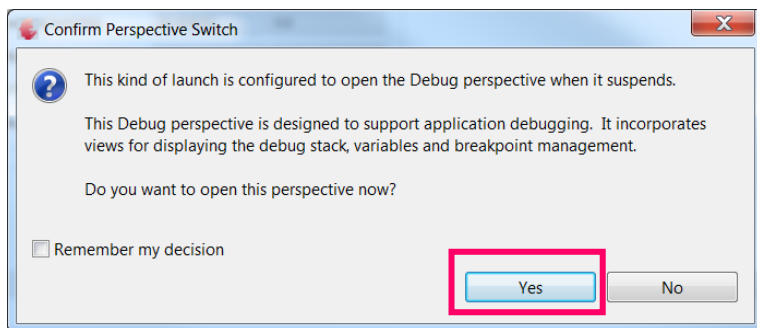 Confirm Perspective Switch
This kind of launch is configured to open the Debug perspective when it suspends.
This Debug perspective is designed to support application debugging. It incorporates
views for displaying the debug stack, variables and breakpoint management.
Do you want to open this perspective now?
Remember my decision
Yes No